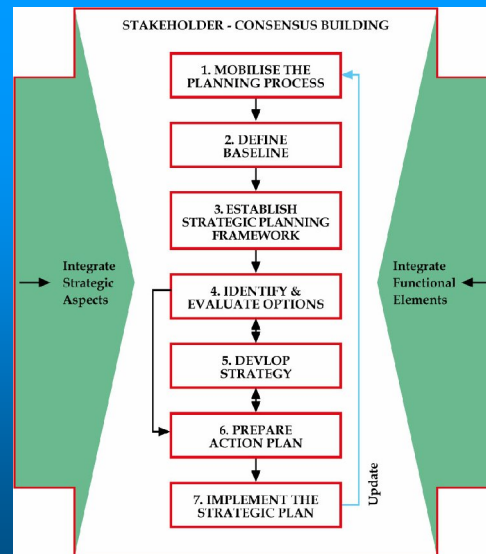 STAKEHOLDER - CONSENSUS BUILDING
1. MOBILISE THE
PLANNING PROCESS
2. DEFINE
BASELINE
3. ESTABLISH
STRATEGIC PLANNING
FRAMEWORK
Integrate
Strategic
Aspects
4. IDENTIFY &
EVALUATE OPTIONS
Integrate
Functional
Elements
5. DEVLOP
STRATEGY
6. PREPARE
ACTION PLAN
7. IMPLEMENT THE
STRATEGIC PLAN
Update